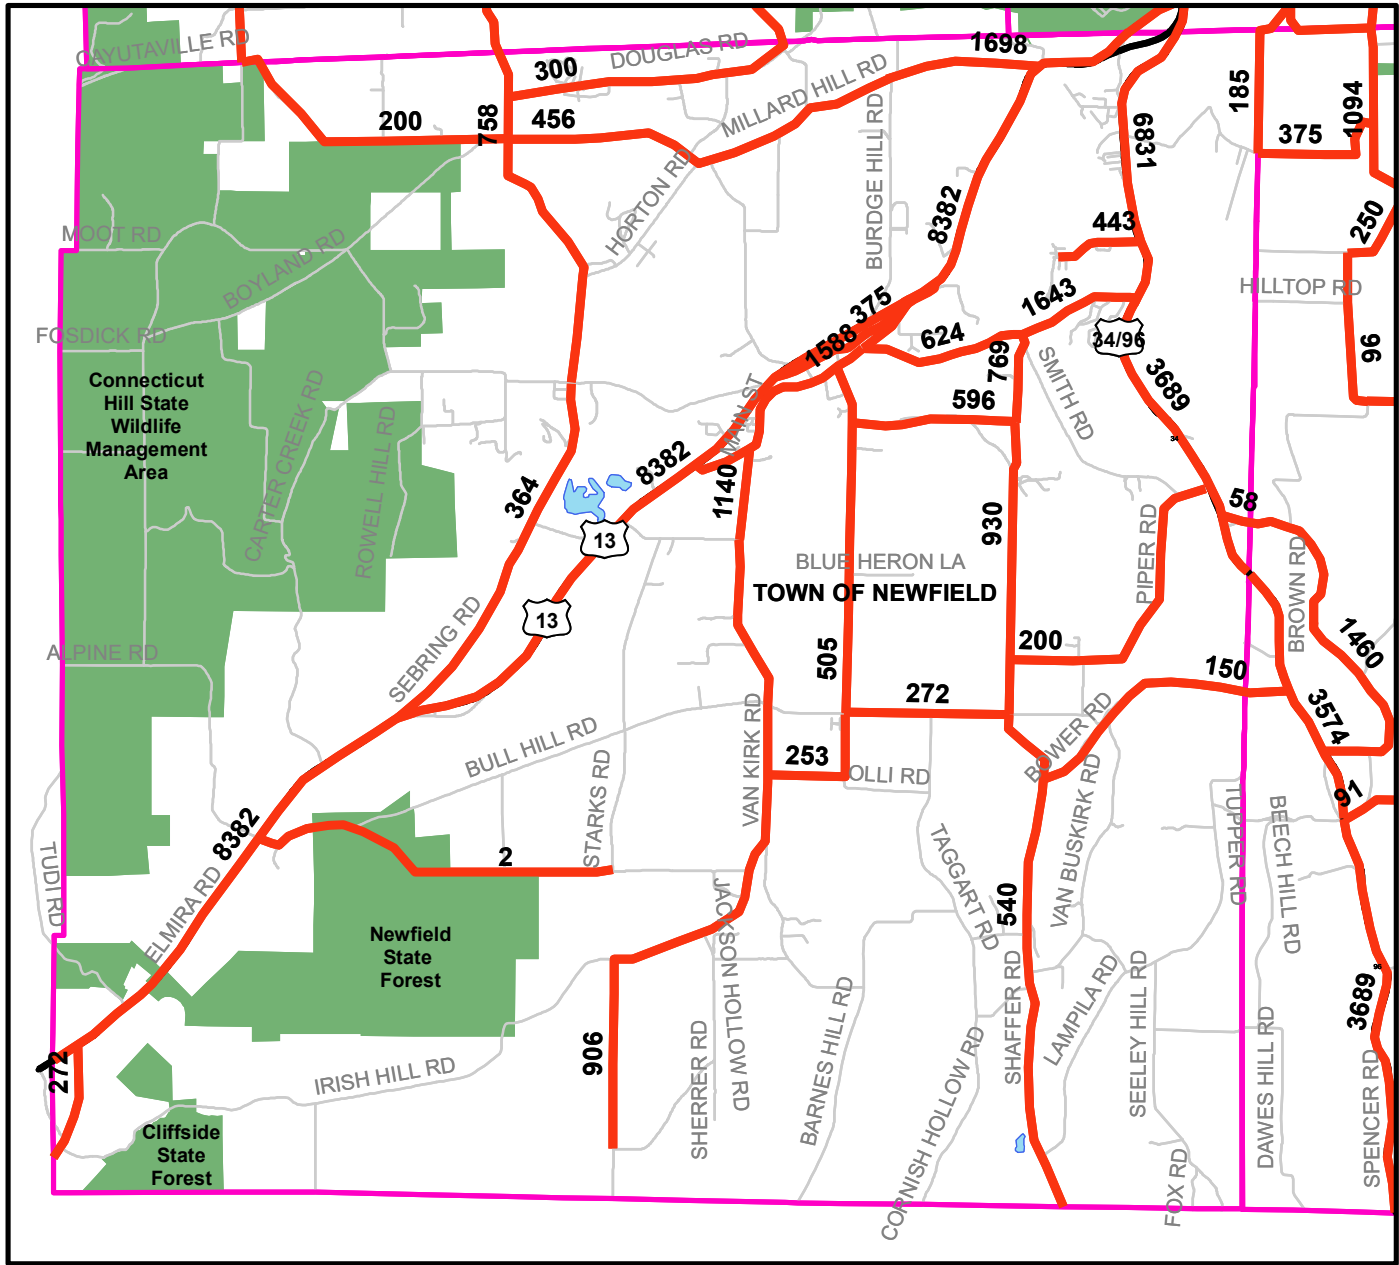 CAYUTAVILLE RD
DOUGLAS RD
1698
300
MILLARD HILL RD
185
1094
200
758
456
375
6831
BURDGE HILL RD
HORTON RD
8382
443
250
MOOT RD
BOYLAND RD
HILLTOP RD
375
1643
FOSDICK RD
1588
624
769
34/96
96
SMITH RD
3689
Connecticut
Hill State
Wildlife
Management
Area
CARTER CREEK RD
ROWELL HILL RD
MAIN ST
596
34
8382
1140
364
13
58
930
PIPER RD
BLUE HERON LA
TOWN OF NEWFIELD
BROWN RD
13
SEBRING RD
ALPINE RD
505
200
1460
150
272
3574
VAN KIRK RD
BOWER RD
BULL HILL RD
253
OLLI RD
STARKS RD
VAN BUSKIRK RD
TUPPER RD
BEECH HILL RD
91
8382
2
TUDI RD
ELMIRA RD
TAGGART RD
540
JACKSON HOLLOW RD
Newfield
State
Forest
96
3689
SHAFFER RD
LAMPILA RD
SEELEY HILL RD
272
906
IRISH HILL RD
SHERRER RD
BARNES HILL RD
CORNISH HOLLOW RD
DAWES HILL RD
SPENCER RD
Cliffside
State
Forest
FOX RD